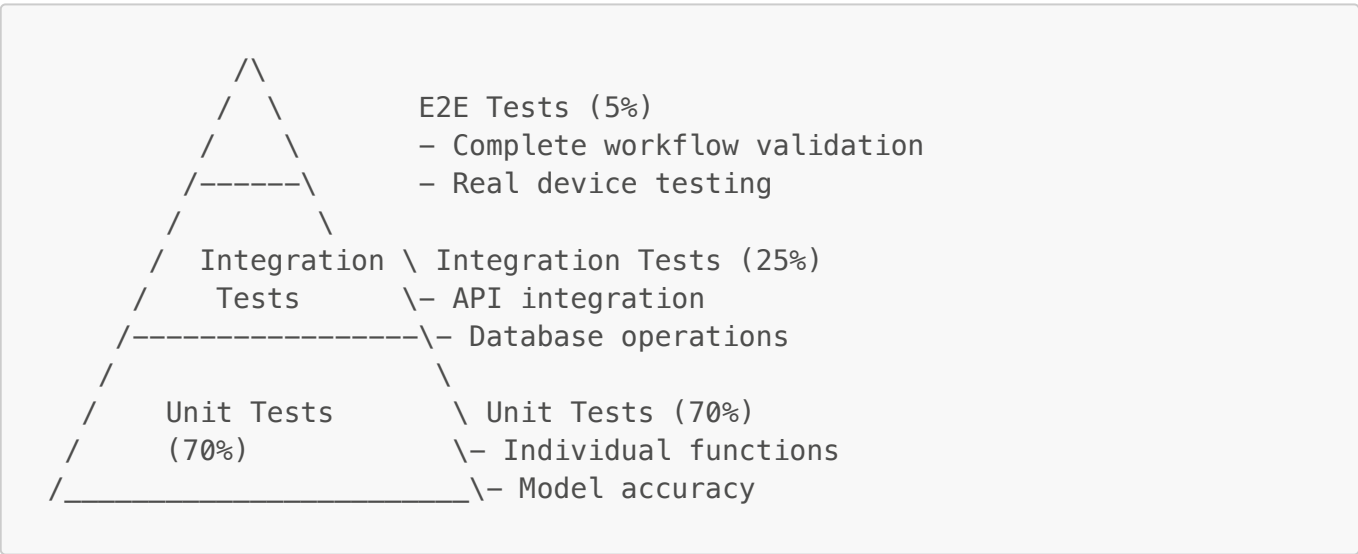 /\
/  \        E2E Tests (5%)
/    \       - Complete workflow validation
/------\      - Real device testing
/        \
/  Integration \ Integration Tests (25%)
/    Tests      \- API integration
/-----------------\- Database operations
/                   \
/    Unit Tests       \ Unit Tests (70%)
/     (70%)            \- Individual functions
/________________________\- Model accuracy